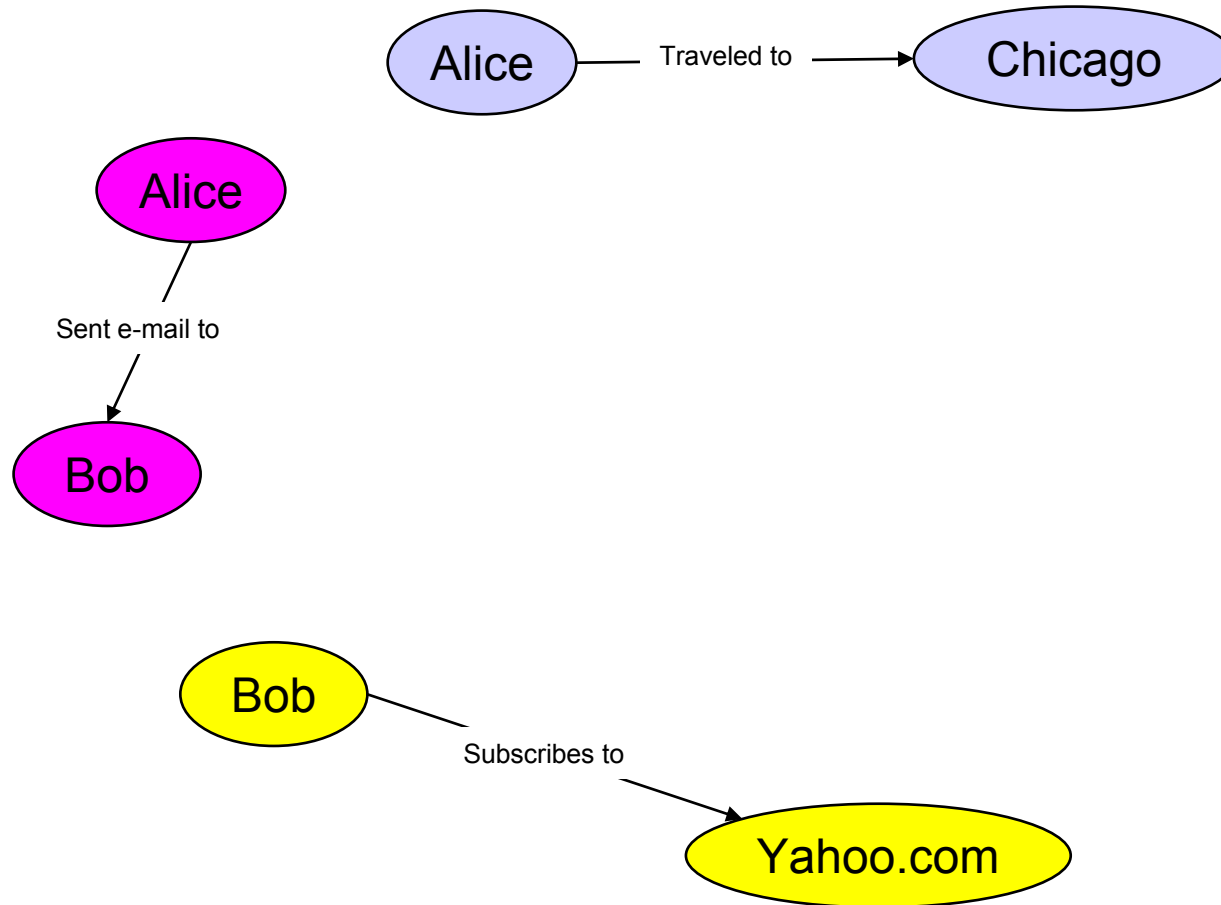 Alice
Traveled to
Chicago
Alice
Sent e-mail to
Bob
Bob
Subscribes to
Yahoo.com